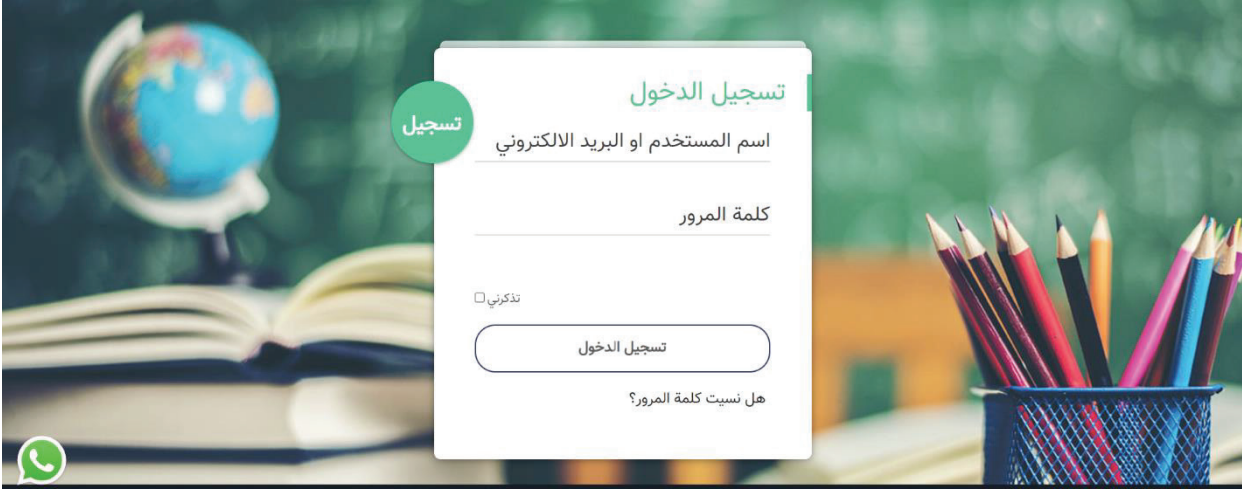 تسجيل الدخول
تسجيل
اسم المستخدم او البريد الالكتروني
كلمة المرور
تذكرني
تسجيل الدخول
هل نسيت كلمة المرور؟